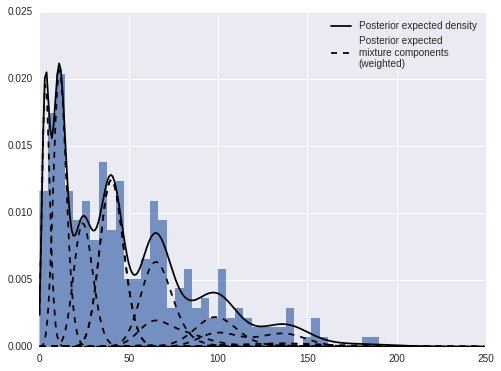 0.025
Posterior expected density
Posterior expected
mixture components
(weighted)
0.020
0.015
0.010
0.005
0.000
0 50 100 150 200 250